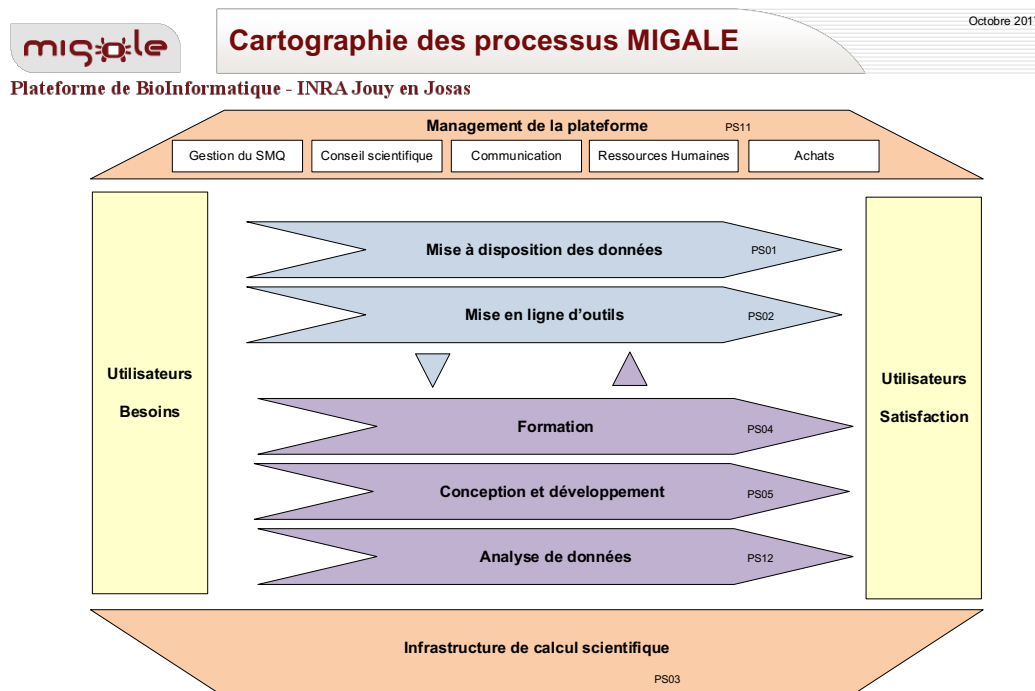 migale
Cartographie des processus MIGALE
Octobre 201
Plateforme de BioInformatique - INRA Jouy en Josas
Management de la plateforme PS11
Gestion du SMQ Conseil scientifique Communication Ressources Humaines Achats
Mise à disposition des données PS01
Mise en ligne d'outils PS02
Utilisateurs
Besoins
Utilisateurs
Satisfaction
Formation PS04
Conception et développement PS05
Analyse de données PS12
Infrastructure de calcul scientifique
PS03